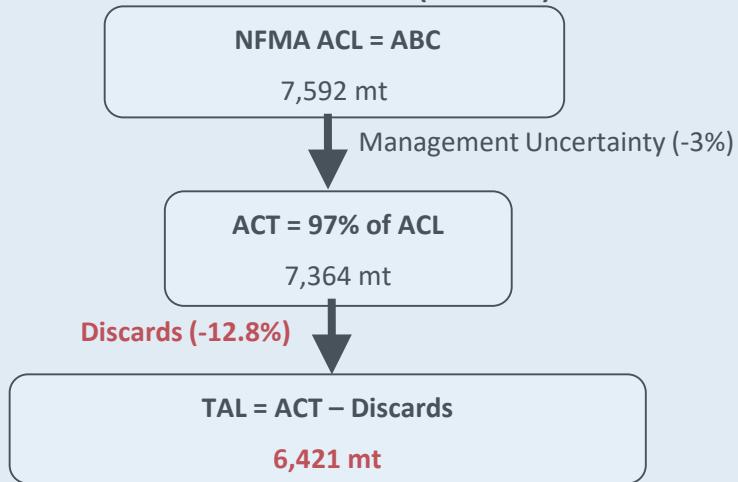 NFMA ACL = ABC
7,592 mt
Management Uncertainty (-3%)
ACT = 97% of ACL
7,364 mt
Discards (-12.8%)
TAL = ACT – Discards
6,421 mt